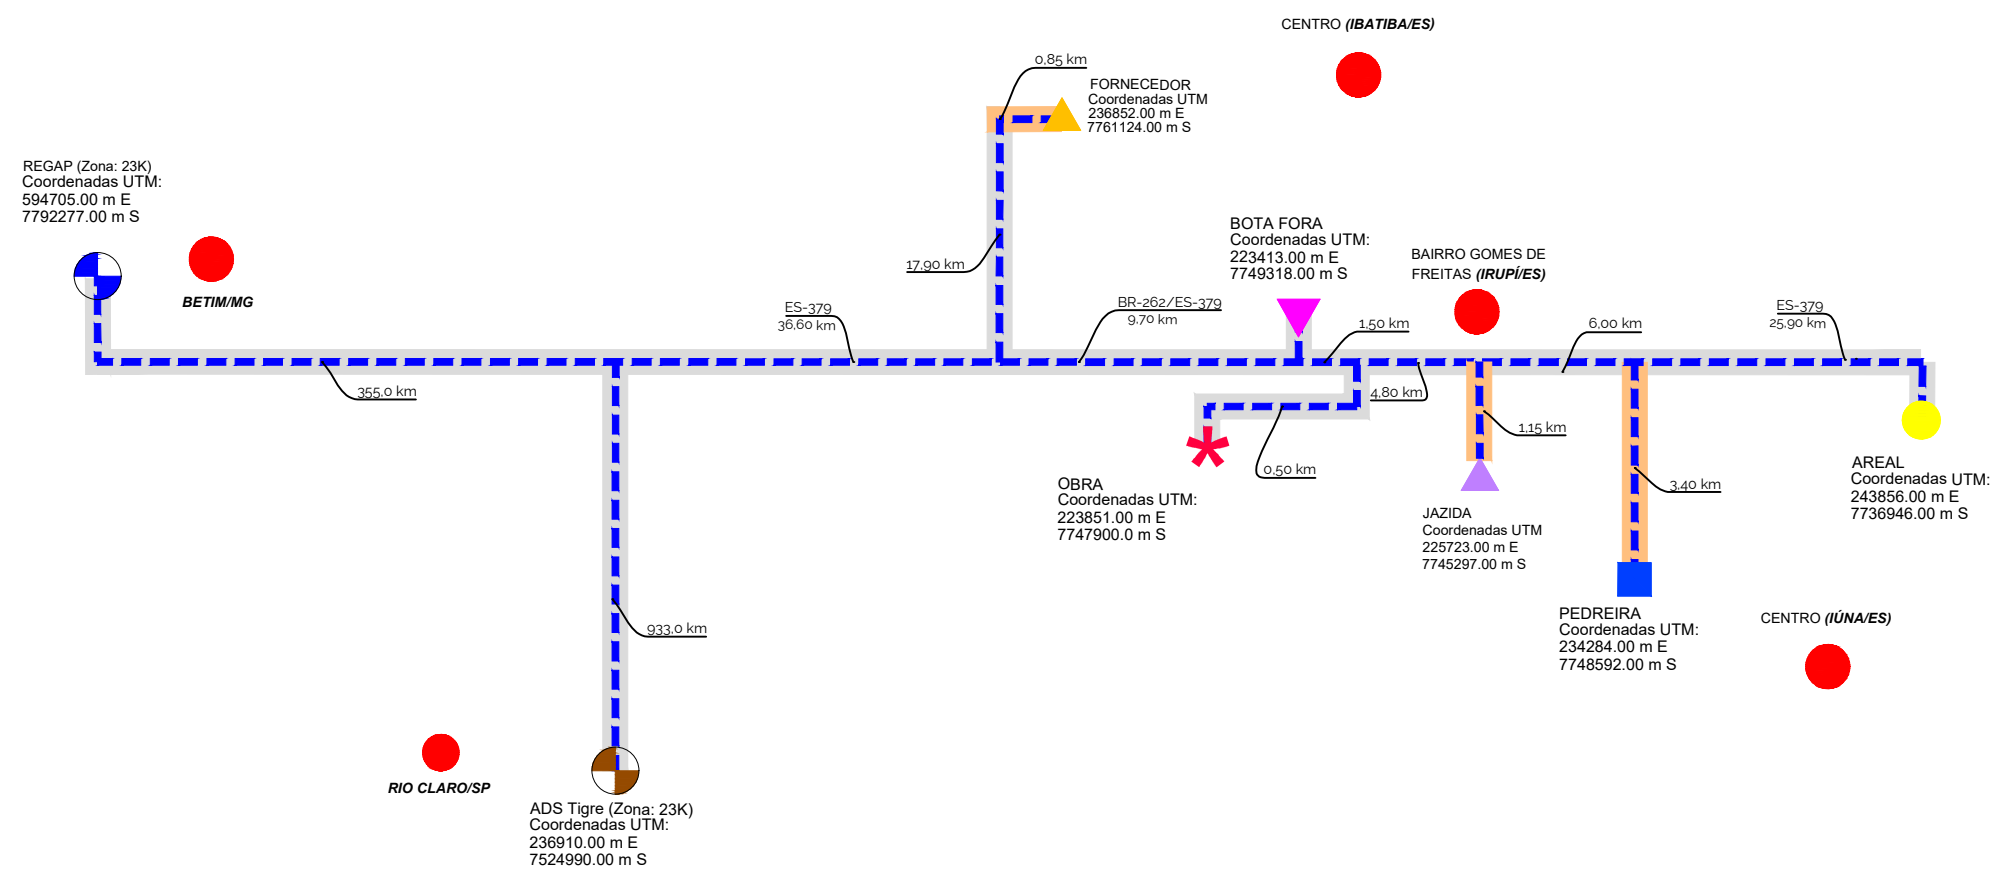 CENTRO (IBATIBA/ES)
0,85 km
FORNECEDOR
Coordenadas UTM
236852.00 m E
7761124.00 m S
REGAP (Zona: 23K)
Coordenadas UTM:
594705.00 m E
7792277.00 m S
BETIM/MG
17,90 km
BOTA FORA
Coordenadas UTM:
223413.00 m E
7749318.00 m S
BAIRRO GOMES DE
FREITAS (IRUPÍ/ES)
ES-379
36,60 km
BR-262/ES-379
9,70 km
1,50 km
6,00 km
ES-379
25,90 km
355,0 km
4,80 km
1,15 km
0,50 km
3,40 km
OBRA
Coordenadas UTM:
223851.00 m E
7747900.0 m S
JAZIDA
Coordenadas UTM
225723.00 m E
7745297.00 m S
AREAL
Coordenadas UTM:
243856.00 m E
7736946.00 m S
PEDREIRA
Coordenadas UTM:
234284.00 m E
7748592.00 m S
CENTRO (IÚNA/ES)
933,0 km
RIO CLARO/SP
ADS Tigre (Zona: 23K)
Coordenadas UTM:
236910.00 m E
7524990.00 m S